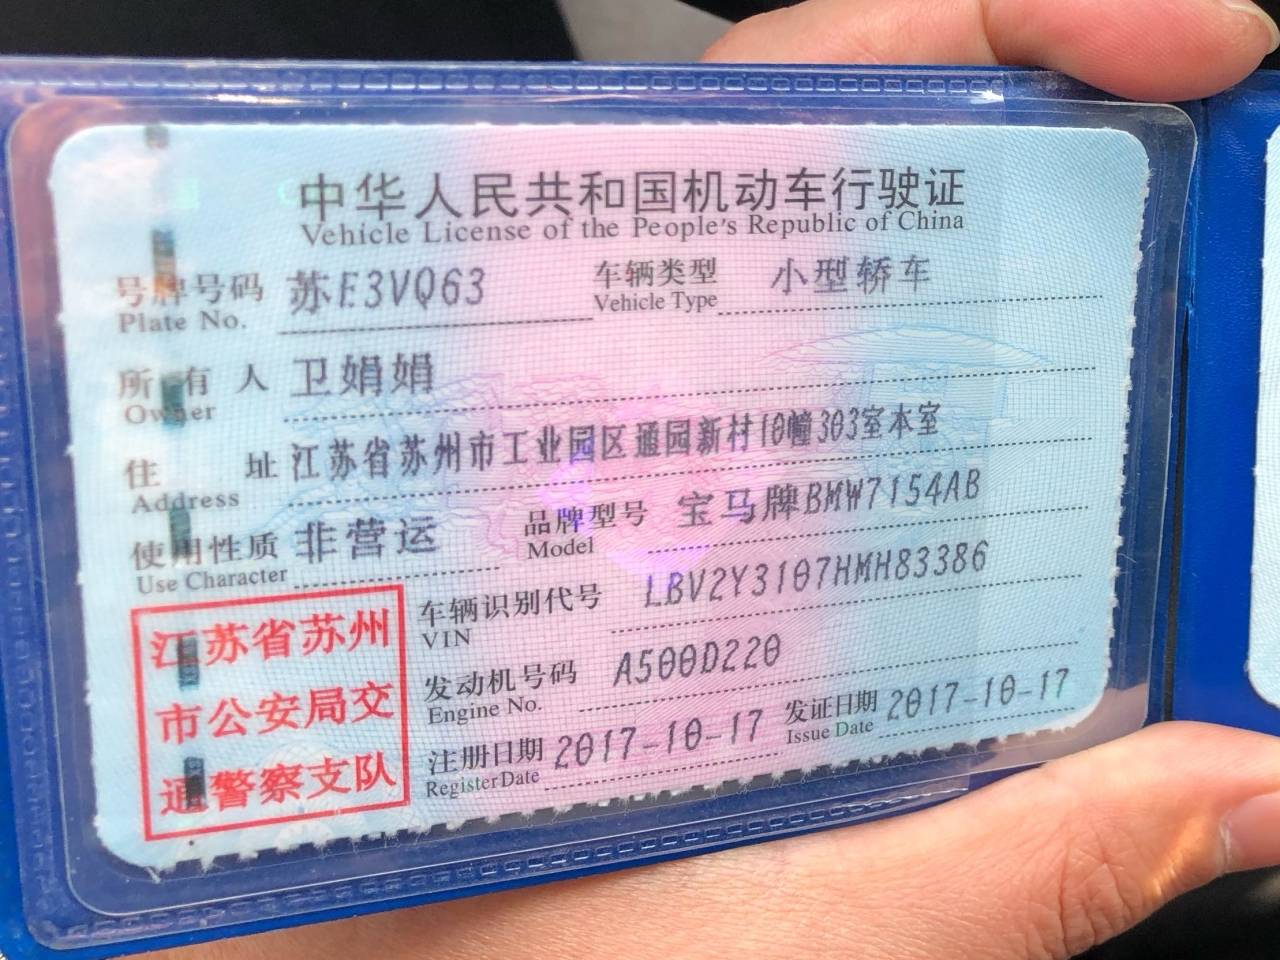 中华人民共和国机动车行驶证
Vehicle License of the People's Republic of China
号牌号码 苏E3VQ63 车辆类型 小型轿车
Plate No. Vehicle Type
所有人 卫娟娟
Owner
住址 江苏省苏州市工业园区通园新村10幢303室本室
Address
使用性质 非营运 品牌型号 宝马牌BMW7154AB
Use Character Model
车辆识别代号 LBV2Y3107HMH83386
VIN
发动机号码 A500D220
Engine No.
注册日期 2017-10-17 发证日期 2017-10-17
Register Date Issue Date
江苏省苏州
市公安局交
通警察支队